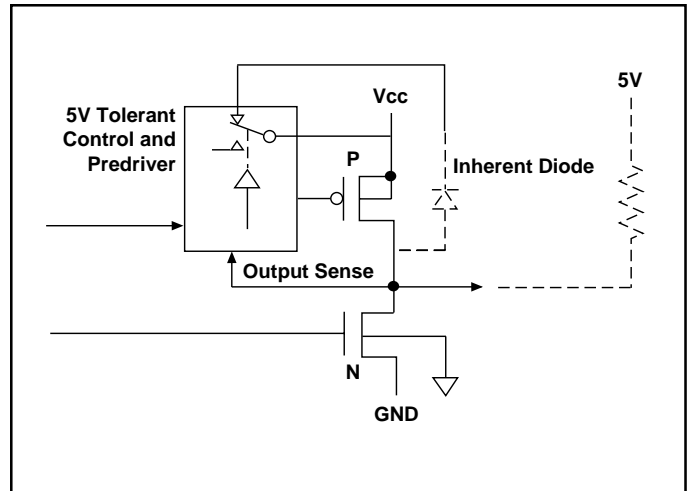 5V Tolerant
Control and
Predriver
Vcc
5V
P
Inherent Diode
Output Sense
N
GND